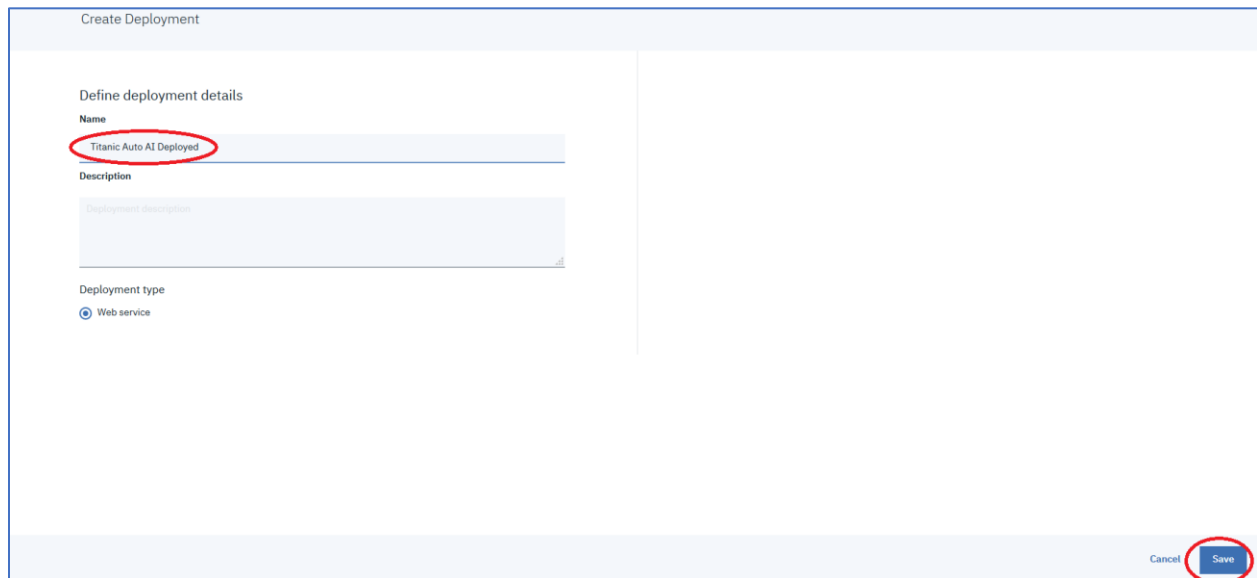 Create Deployment
Define deployment details
Name
Titanic Auto AI Deployed
Description
Deployment description
Deployment type
Web service
Cancel
Save